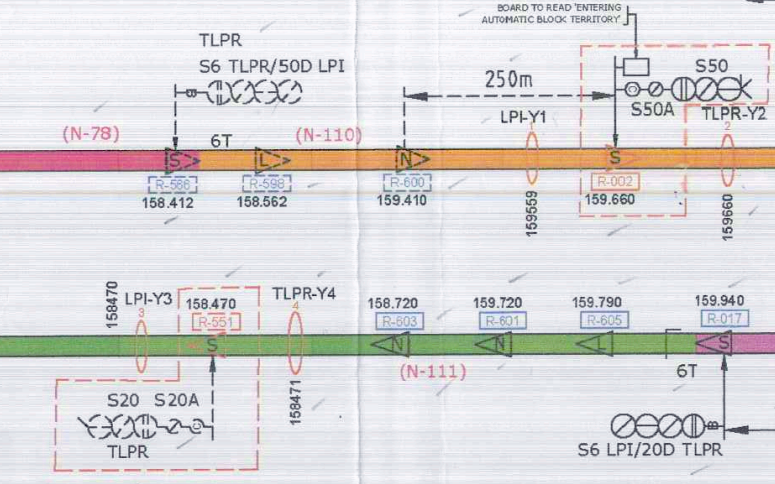 BOARD TO READ 'ENTERING
AUTOMATIC BLOCK TERRITORY'
TLPR
S6 TLPR/50D LPI
B
250m
S50
S50A
LPI-Y1
TLPR-Y2
(N-78)
6T
(N-110)
1
2
S
L
N
S
R-566
R-598
R-600
R-002
158.412
158.562
159.410
159559
159.660
159660
158470
LPI-Y3
158.470
TLPR-Y4
158.720
159.720
159.790
159.940
3
R-551
4
R-603
R-601
R-605
R-017
S
N
N
L
S
(N-111)
6T
158471
S20 S20A
TLPR
B
S6 LPI/20D TLPR